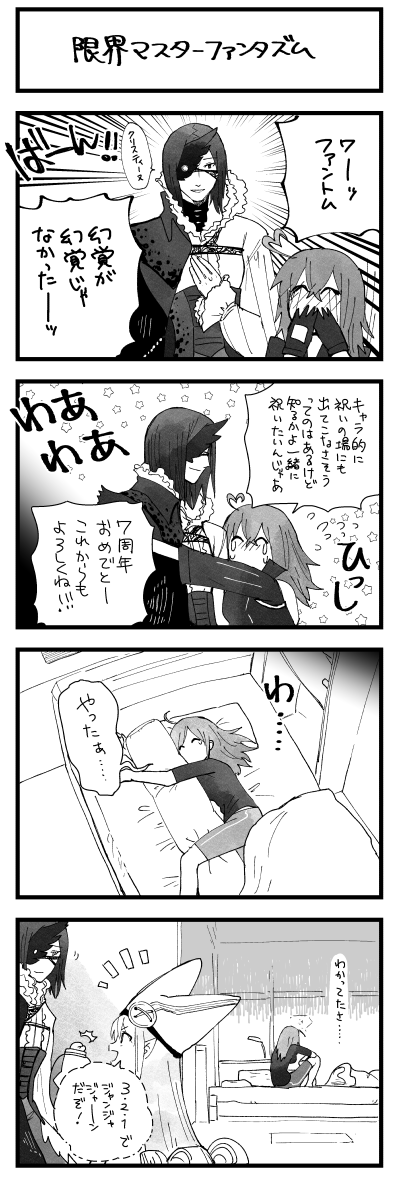 限界マスターファンタズム
ワーッ
ファントム
クリスティーヌ
ばーん!!
幻覚が
幻覚じゃ
なかったーッ
キャラ的に
祝いの場にも
出てこなさそう
ってのはあるけど
知るかよ一緒に
祝いたいんじゃあ
わあ
わあ
ひっし
7周年
おめでとー
これからも
よろしくね!!!
わ……
やったぁ……
わかってたさ……
3・2・1で
ジャンジャ
ジャーン
だぞ!